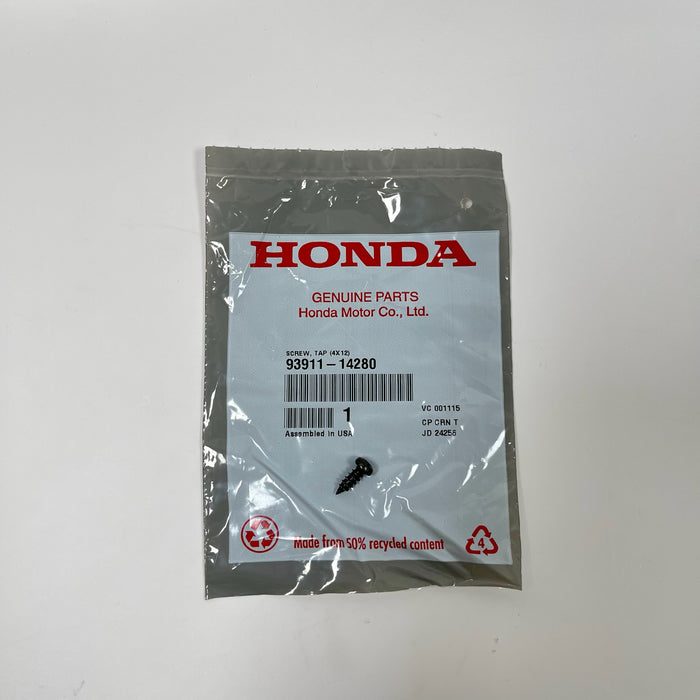 HONDA
GENUINE PARTS
Honda Motor Co., Ltd.
SCREW, TAP (4X12)
93911-14280
1
VC 001115
CP CRN T
Assembled in USA
JD 24256
Made from 50% recycled content
4